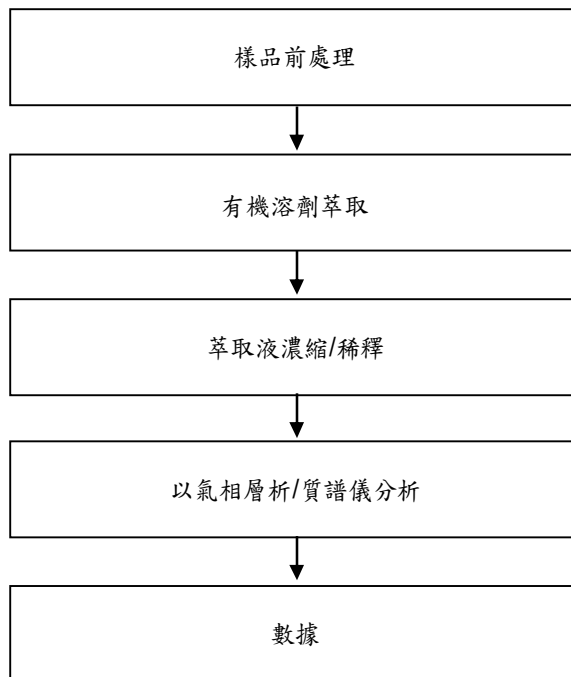 樣品前處理
有機溶劑萃取
萃取液濃縮/稀釋
以氣相層析/質譜儀分析
數據